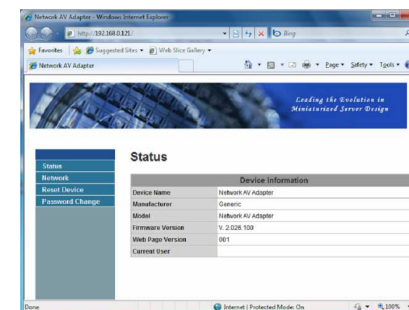 Network AV Adaptor - Windows Internet Explorer
http://192.168.0.121/
Bing
Favorites Suggested Sites Web Slice Gallery
Network AV Adapter
Page Safety Tools
Leading the Evolution in
Miniaturized Server Design
Status
Status
Network
Reset Device
Password Change
Device Information
Device Name Network AV Adapter
Manufacturer Generic
Model Network AV Adapter
Firmware Version V. 2.026.100
Web Page Version 001
Current User
Done Internet | Protected Mode: On 100%